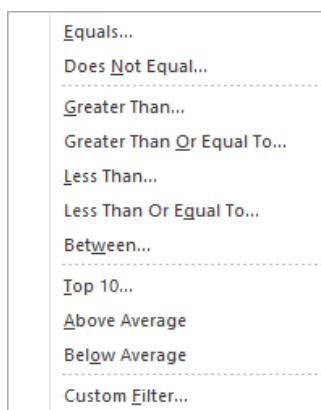 Equals...
Does Not Equal...
Greater Than...
Greater Than Or Equal To...
Less Than...
Less Than Or Equal To...
Between...
Top 10...
Above Average
Below Average
Custom Filter...